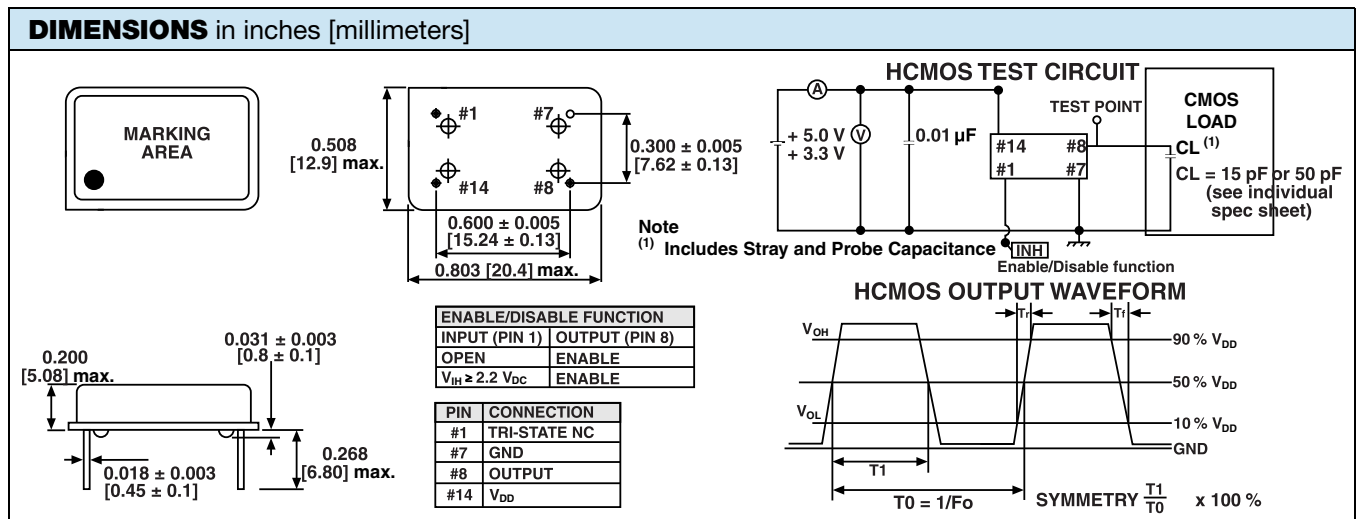 DIMENSIONS in inches [millimeters]
MARKING
AREA
0.508
[12.9] max.
#1
#7
#14
#8
0.300 ± 0.005
[7.62 ± 0.13]
0.600 ± 0.005
[15.24 ± 0.13]
0.803 [20.4] max.
HCMOS TEST CIRCUIT
A
+ 5.0 V
+ 3.3 V
V
0.01 µF
TEST POINT
#14 #8
#1 #7
CMOS
LOAD
CL (1)
CL = 15 pF or 50 pF
(see individual
spec sheet)
Note
(1) Includes Stray and Probe Capacitance
INH
Enable/Disable function
0.200
[5.08] max.
0.031 ± 0.003
[0.8 ± 0.1]
0.018 ± 0.003
[0.45 ± 0.1]
0.268
[6.80] max.
ENABLE/DISABLE FUNCTION
INPUT (PIN 1) OUTPUT (PIN 8)
OPEN ENABLE
VIH ≥ 2.2 VDC ENABLE
PIN CONNECTION
#1 TRI-STATE NC
#7 GND
#8 OUTPUT
#14 VDD
HCMOS OUTPUT WAVEFORM
Tr
Tf
VOH
90 % VDD
50 % VDD
VOL
10 % VDD
GND
T1
T0 = 1/Fo
SYMMETRY T1/T0 x 100 %